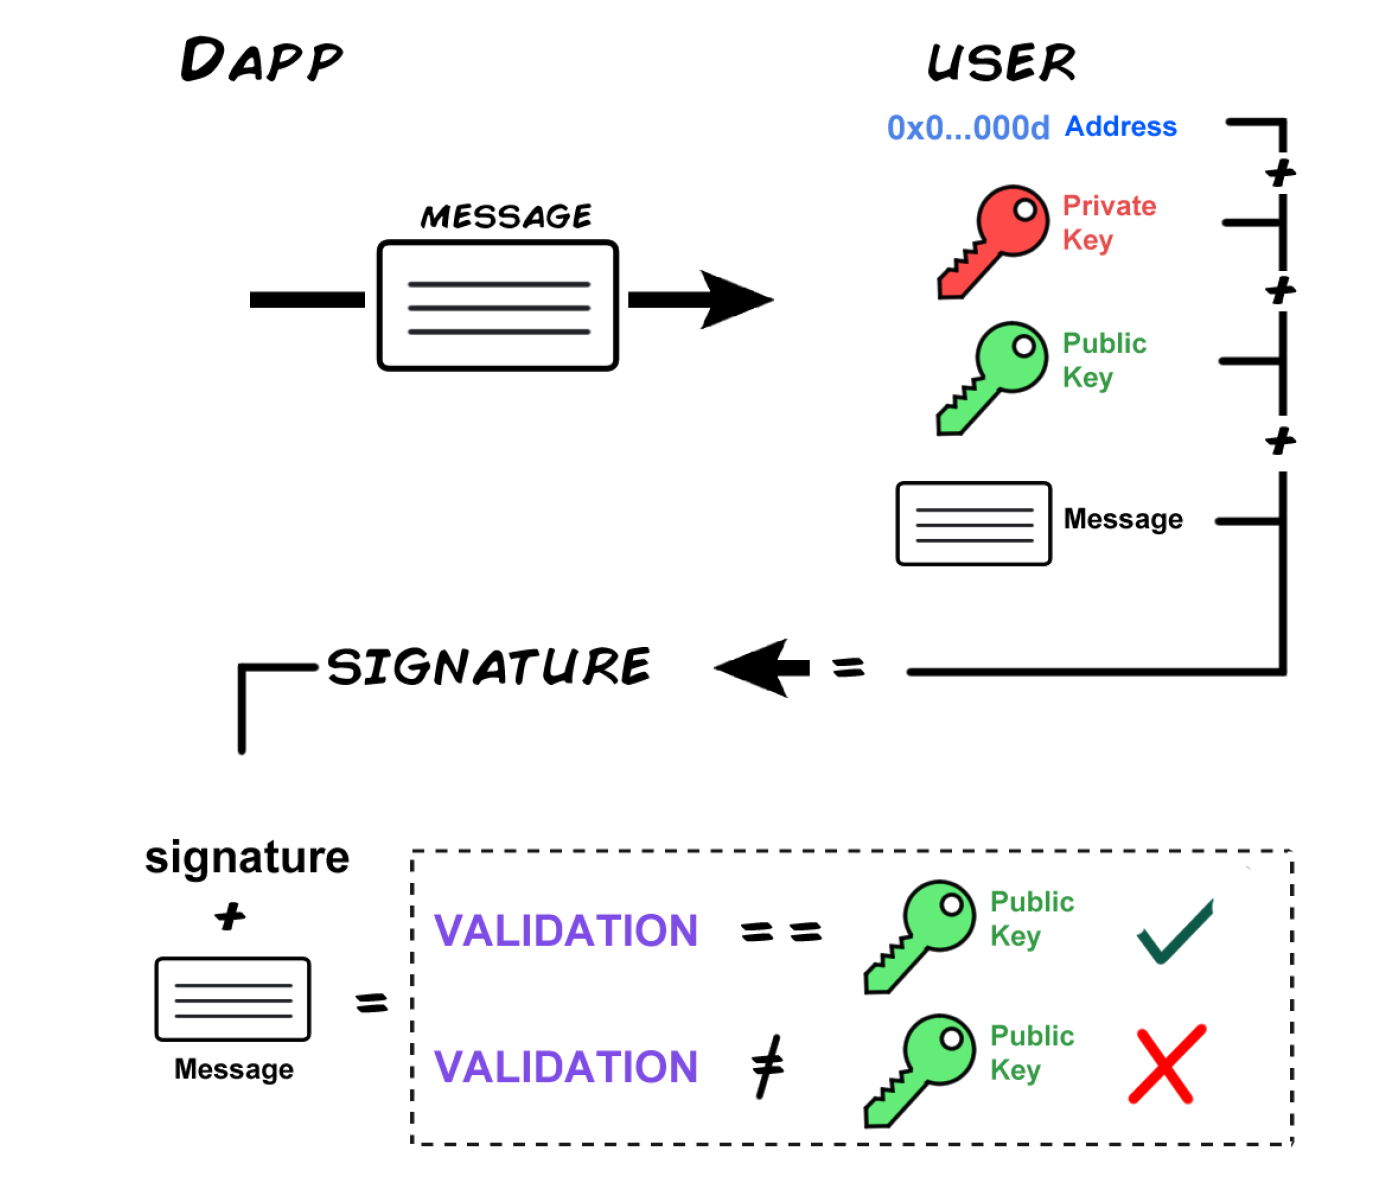 DAPP
USER
0x0...000d Address
MESSAGE
Private
Key
+
Public
Key
+
+
Message
SIGNATURE
=
signature
+
Message
=
VALIDATION == Public
Key
VALIDATION ≠ Public
Key